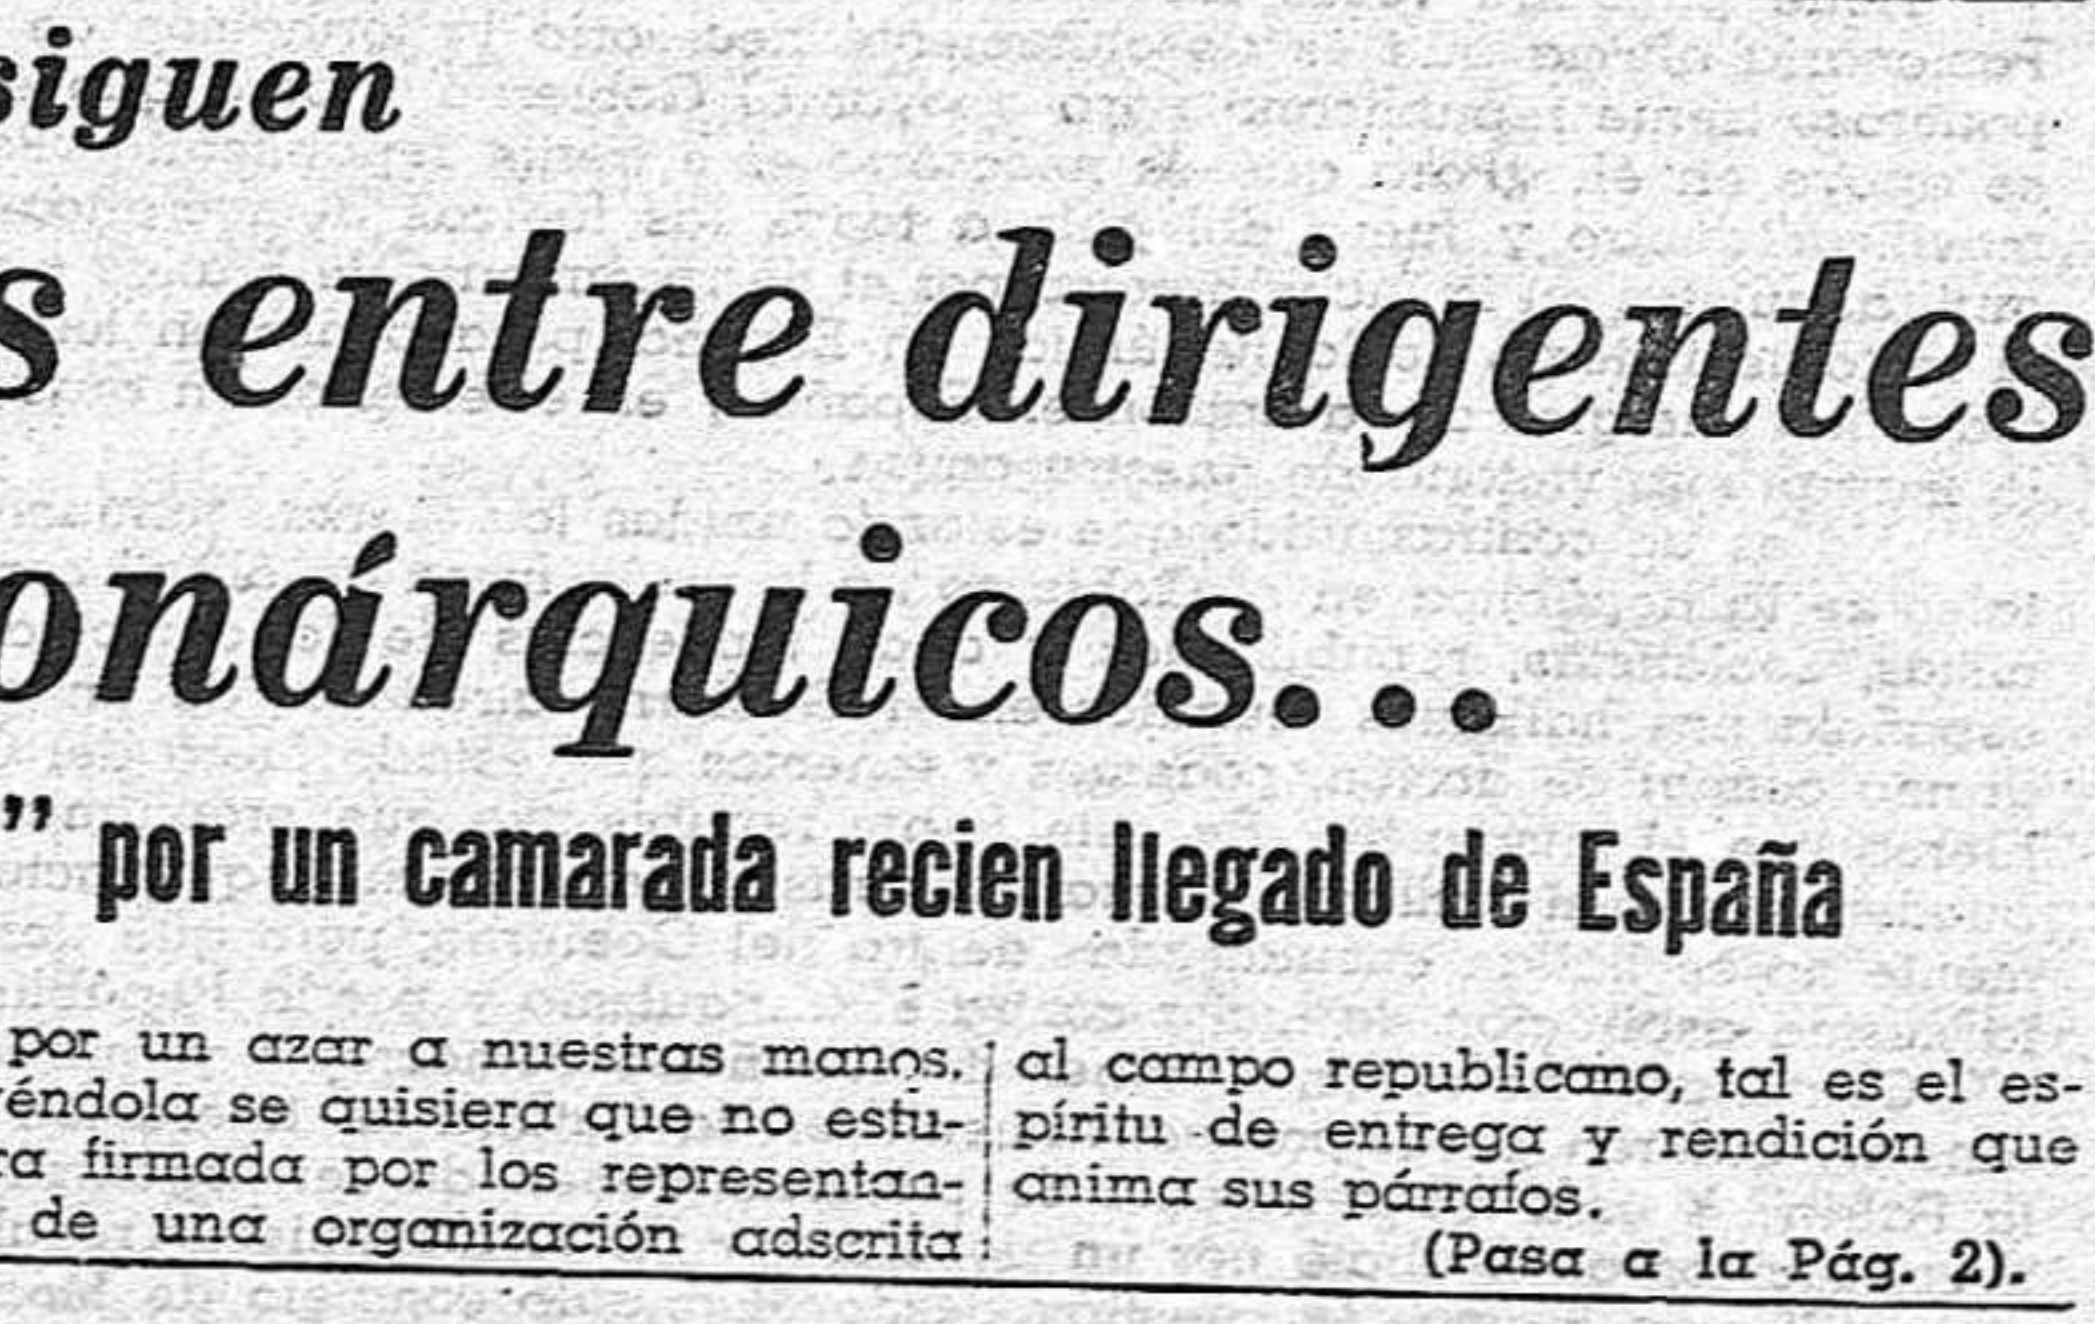 siguen
s entre dirigentes
onárquicos...
” por un camarada recien llegado de España
por un azar a nuestras manos.
éndola se quisiera que no estu-
ra firmada por los representan-
de una organización adscrita
al campo republicano, tal es el es-
píritu de entrega y rendición que
anima sus párrafos.
(Pasa a la Pág. 2).